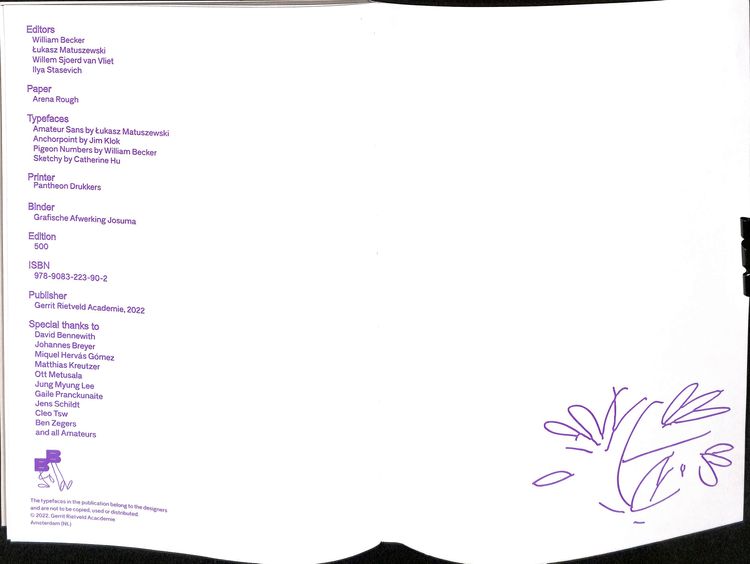 Editors
William Becker
Łukasz Matuszewski
Willem Sjoerd van Vliet
Ilya Stasevich
Paper
Arena Rough
Typefaces
Amateur Sans by Łukasz Matuszewski
Anchorpoint by Jim Klok
Pigeon Numbers by William Becker
Sketchy by Catherine Hu
Printer
Pantheon Drukkers
Binder
Grafische Afwerking Josuma
Edition
500
ISBN
978-9083-223-90-2
Publisher
Gerrit Rietveld Academie, 2022
Special thanks to
David Bennewith
Johannes Breyer
Miquel Hervás Gómez
Matthias Kreutzer
Ott Metusala
Jung Myung Lee
Gaile Pranckunaite
Jens Schildt
Cleo Tsw
Ben Zegers
and all Amateurs
B B
The typefaces in the publication belong to the designers
and are not to be copied, used or distributed
© 2022, Gerrit Rietveld Acacdemie
Amsterdam (NL)